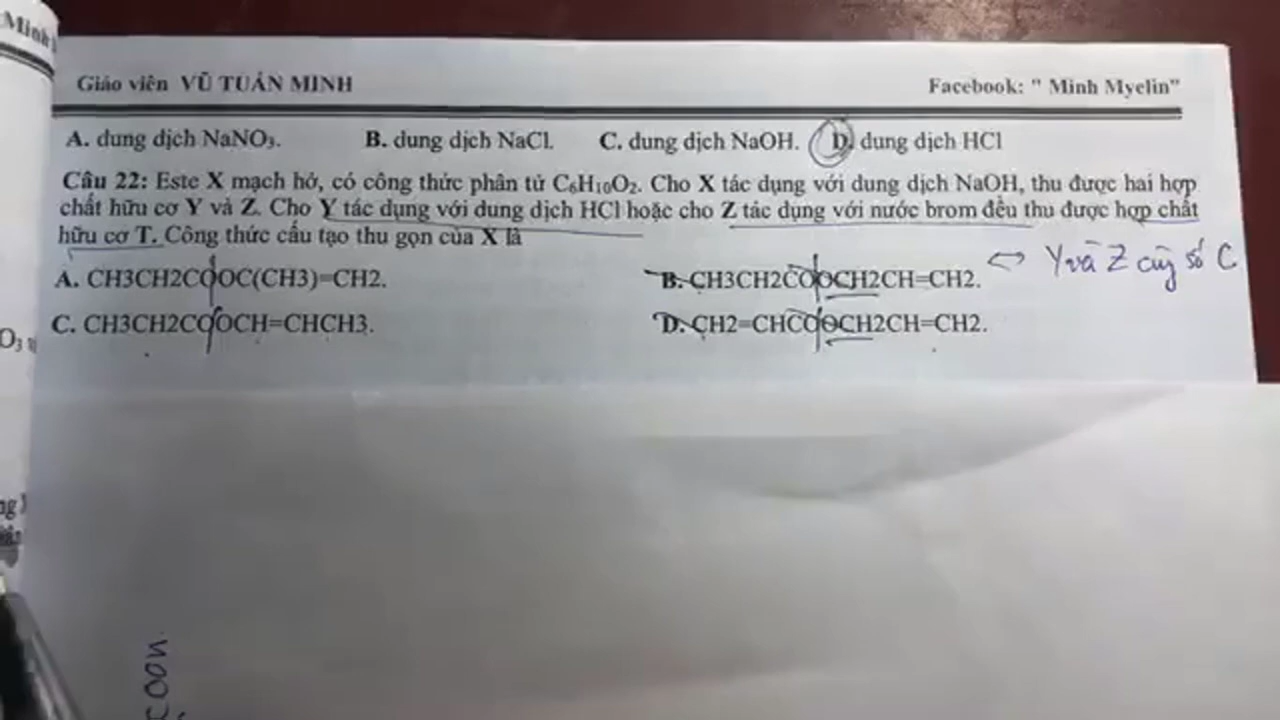 Minh
Giáo viên VŨ TUẤN MINH
Facebook: " Minh Myelin"
A. dung dịch NaNO₃. B. dung dịch NaCl. C. dung dịch NaOH. D. dung dịch HCl
Câu 22: Este X mạch hở, có công thức phân tử C₆H₁₀O₂. Cho X tác dụng với dung dịch NaOH, thu được hai hợp
chất hữu cơ Y và Z. Cho Y tác dụng với dung dịch HCl hoặc cho Z tác dụng với nước brom đều thu được hợp chất
hữu cơ T. Công thức cấu tạo thu gọn của X là
⇔ Y và Z cùng số C
A. CH3CH2COOC(CH3)=CH2. B. CH3CH2COOCH2CH=CH2.
C. CH3CH2COOCH=CHCH3. D. CH2=CHCOOCH2CH=CH2.
O₃